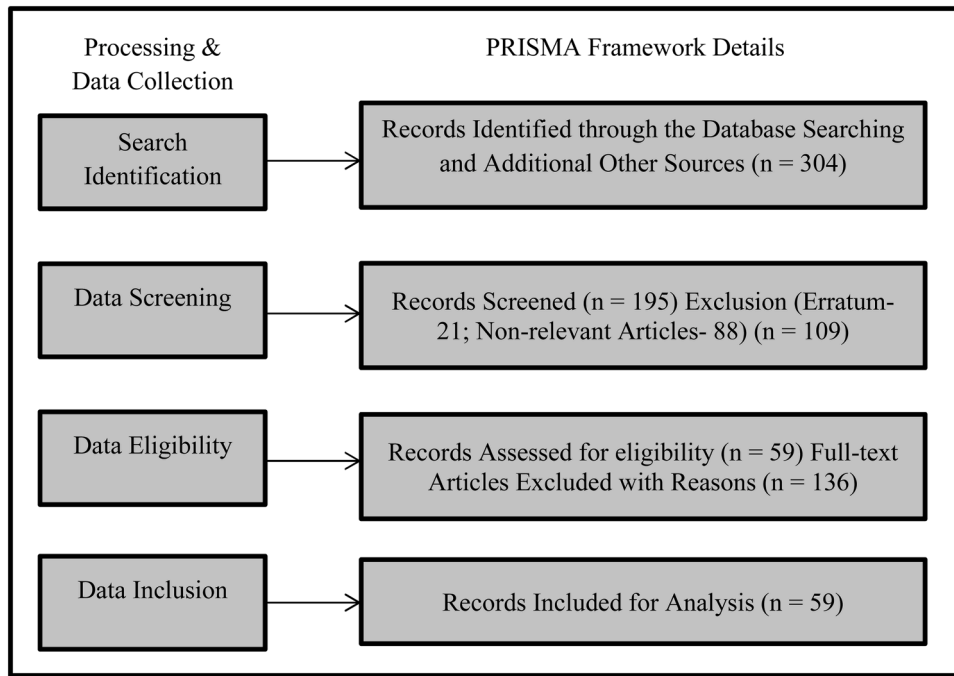 Processing &
Data Collection
PRISMA Framework Details
Search
Identification
Records Identified through the Database Searching
and Additional Other Sources (n = 304)
Data Screening
Records Screened (n = 195) Exclusion (Erratum-
21; Non-relevant Articles- 88) (n = 109)
Data Eligibility
Records Assessed for eligibility (n = 59) Full-text
Articles Excluded with Reasons (n = 136)
Data Inclusion
Records Included for Analysis (n = 59)